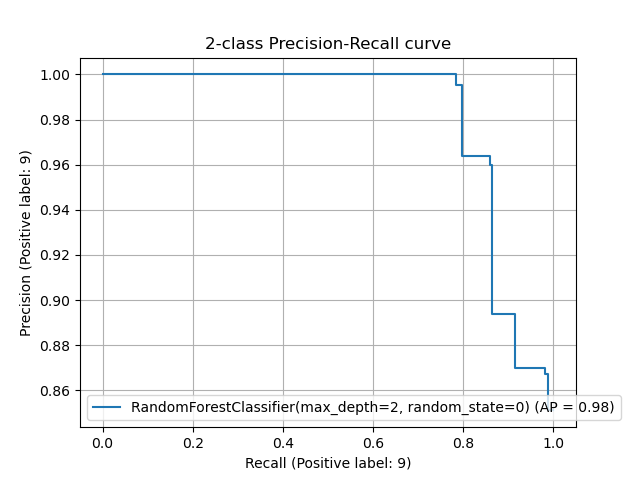 2-class Precision-Recall curve
1.00
0.98
0.96
0.94
0.92
0.90
0.88
0.86
Precision (Positive label: 9)
RandomForestClassifier(max_depth=2, random_state=0) (AP = 0.98)
0.0 0.2 0.4 0.6 0.8 1.0
Recall (Positive label: 9)